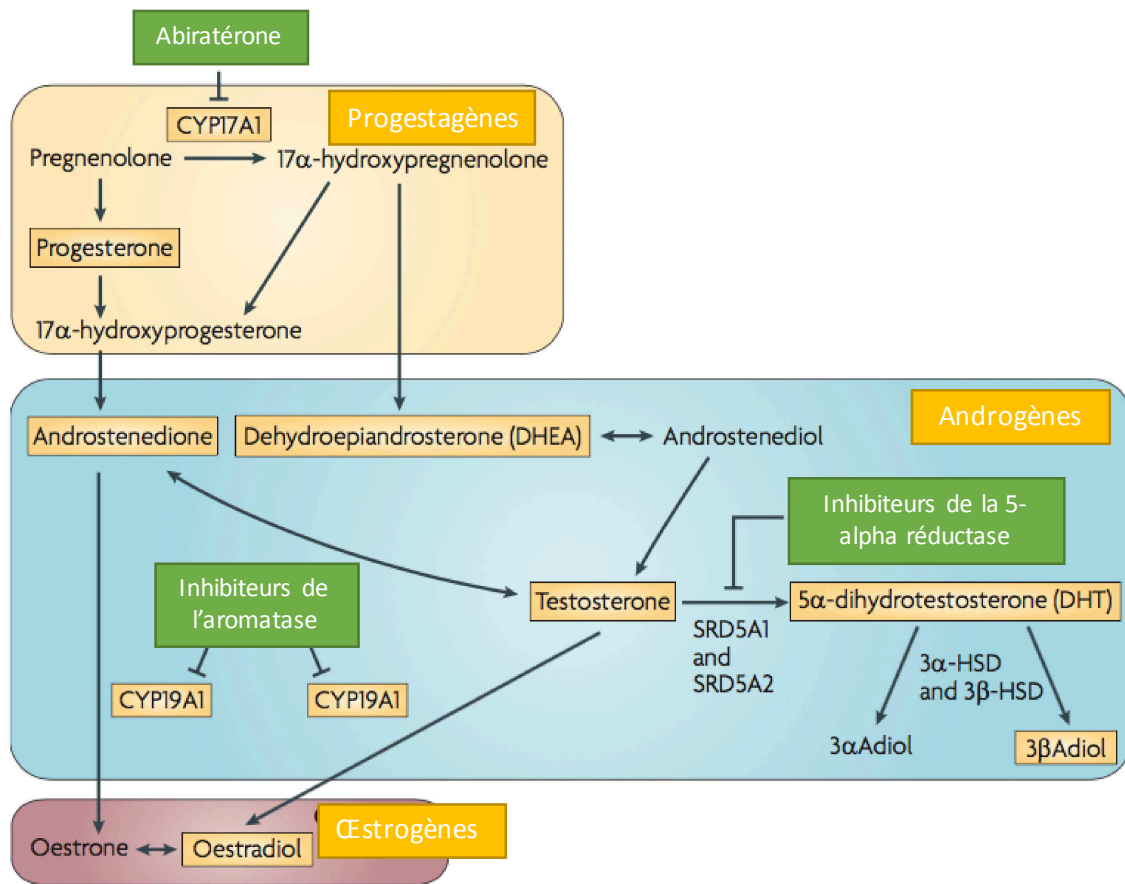 Abiratérone
Progestagènes
CYP17A1
Pregnenolone
17α-hydroxypregnenolone
Progesterone
17α-hydroxyprogesterone
Androgènes
Androstenedione
Dehydroepiandrosterone (DHEA)
Androstenediol
Inhibiteurs de la 5-
alpha réductase
Inhibiteurs de
l'aromatase
Testosterone
5α-dihydrotestosterone (DHT)
SRD5A1
and
SRD5A2
3α-HSD
and 3β-HSD
CYP19A1
CYP19A1
3αAdiol
3βAdiol
Œstrogènes
Oestrone
Oestradiol